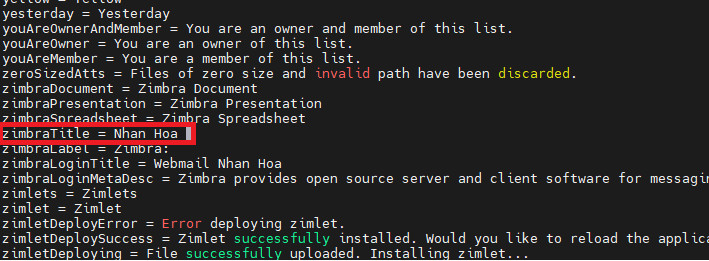 yellow = Yellow
yesterday = Yesterday
youAreOwnerAndMember = You are an owner and member of this list.
youAreOwner = You are an owner of this list.
youAreMember = You are a member of this list.
zeroSizedAtts = Files of zero size and invalid path have been discarded.
zimbraDocument = Zimbra Document
zimbraPresentation = Zimbra Presentation
zimbraSpreadsheet = Zimbra Spreadsheet
zimbraTitle = Nhan Hoa
zimbraLabel = Zimbra:
zimbraLoginTitle = Webmail Nhan Hoa
zimbraLoginMetaDesc = Zimbra provides open source server and client software for messagin
zimlets = Zimlets
zimlet = Zimlet
zimletDeployError = Error deploying zimlet.
zimletDeploySuccess = Zimlet successfully installed. Would you like to reload the applica
zimletDeploying = File successfully uploaded. Installing zimlet...